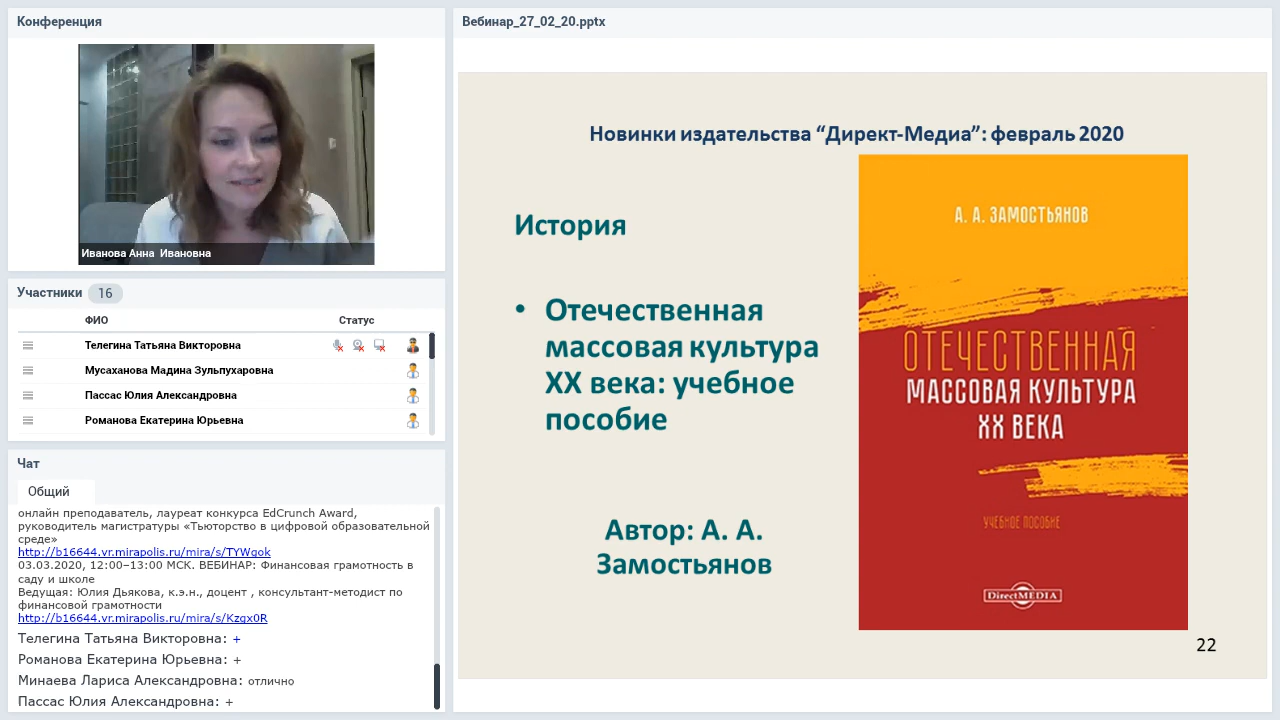 Конференция
Иванова Анна  Ивановна
Участники 16
ФИО Статус
Телегина Татьяна Викторовна
Мусаханова Мадина Зульпухаровна
Пассас Юлия Александровна
Романова Екатерина Юрьевна
Чат
Общий
онлайн преподаватель, лауреат конкурса EdCrunch Award,
руководитель магистратуры «Тьюторство в цифровой образовательной
среде»
http://b16644.vr.mirapolis.ru/mira/s/TYWgok
03.03.2020, 12:00–13:00 МСК. ВЕБИНАР: Финансовая грамотность в
саду и школе
Ведущая: Юлия Дьякова, к.э.н., доцент , консультант-методист по
финансовой грамотности
http://b16644.vr.mirapolis.ru/mira/s/Kzgx0R
Телегина Татьяна Викторовна: +
Романова Екатерина Юрьевна: +
Минаева Лариса Александровна: отлично
Пассас Юлия Александровна: +
Вебинар_27_02_20.pptx
Новинки издательства “Директ-Медиа”: февраль 2020
История
• Отечественная
массовая культура
XX века: учебное
пособие
Автор: А. А.
Замостьянов
А. А. ЗАМОСТЬЯНОВ
ОТЕЧЕСТВЕННАЯ
МАССОВАЯ КУЛЬТУРА
XX ВЕКА
УЧЕБНОЕ ПОСОБИЕ
DirectMEDIA
22